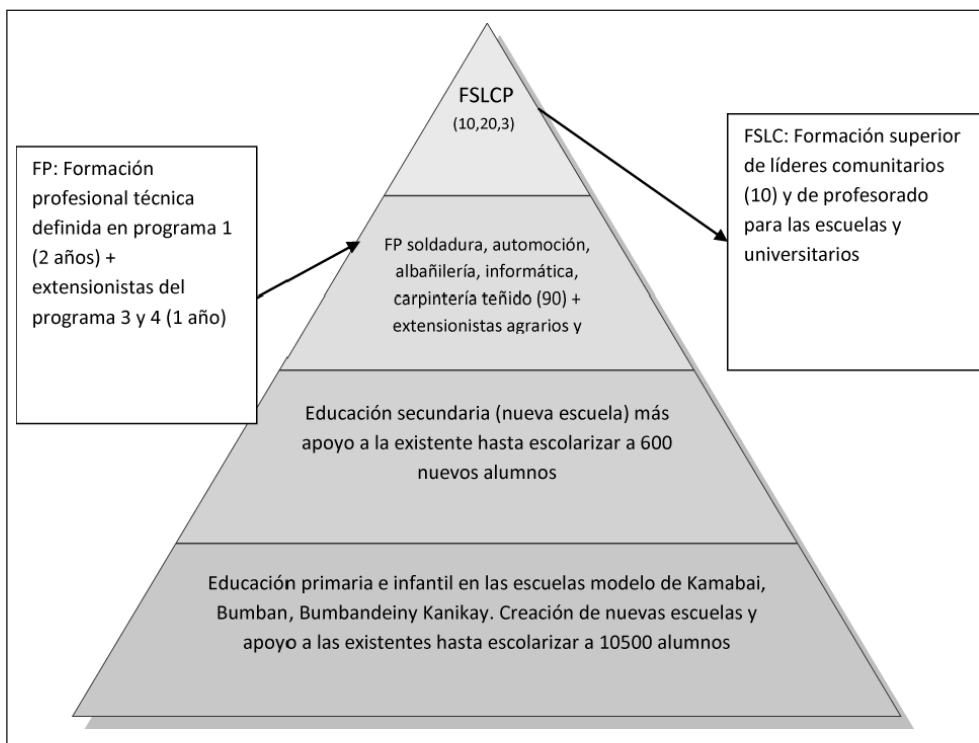 FSLCP
(10,20,3)
FSLC: Formación superior
de líderes comunitarios
(10) y de profesorado
para las escuelas y
universitarios
FP: Formación
profesional técnica
definida en programa 1
(2 años) +
extensionistas del
programa 3 y 4 (1 año)
FP soldadura, automoción,
albañilería, informática,
carpintería teñido (90) +
extensionistas agrarios y
Educación secundaria (nueva escuela) más
apoyo a la existente hasta escolarizar a 600
nuevos alumnos
Educación primaria e infantil en las escuelas modelo de Kamabai,
Bumban, Bumbandeiny Kanikay. Creación de nuevas escuelas y
apoyo a las existentes hasta escolarizar a 10500 alumnos